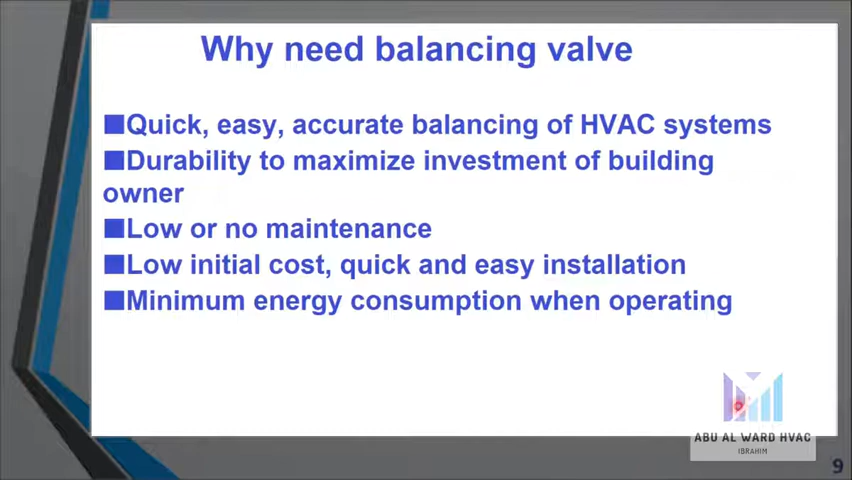 Why need balancing valve
■Quick, easy, accurate balancing of HVAC systems
■Durability to maximize investment of building
owner
■Low or no maintenance
■Low initial cost, quick and easy installation
■Minimum energy consumption when operating
ABU AL WARD HVAC
IBRAHIM
9